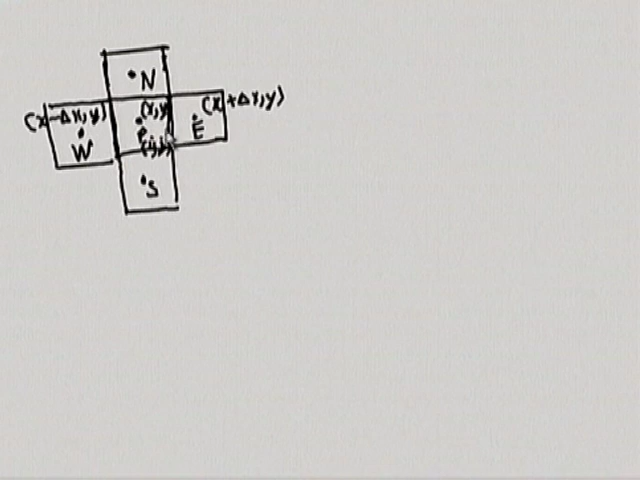 N
(x-Δx,y) (x,y) (x+Δx,y)
W P E
(i,j)
S